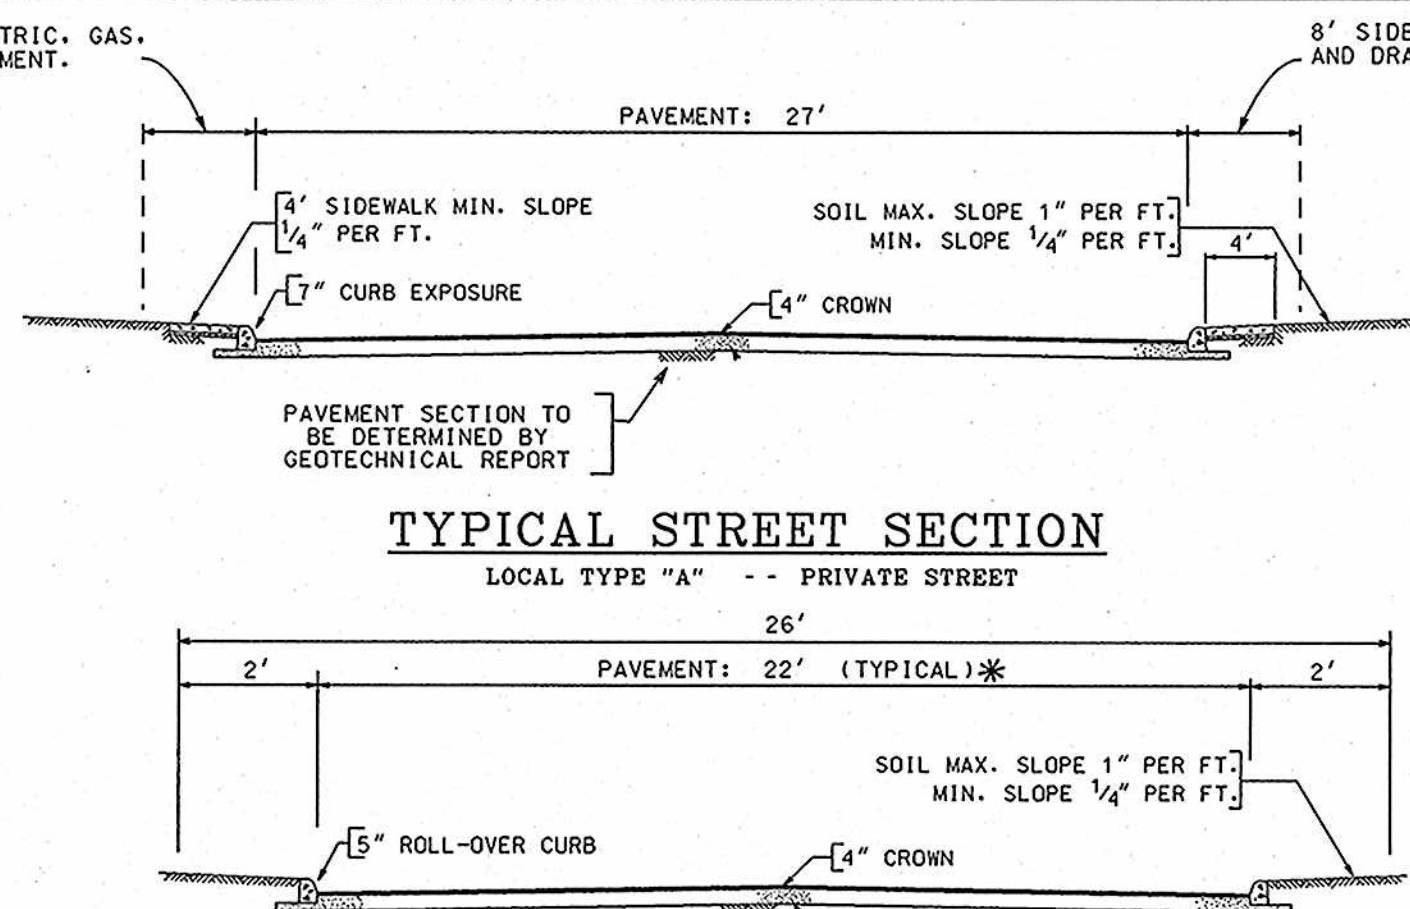 TRIC. GAS.
MENT.
8' SIDE
AND DRA
PAVEMENT: 27'
4' SIDEWALK MIN. SLOPE
1/4" PER FT.
SOIL MAX. SLOPE 1" PER FT.
MIN. SLOPE 1/4" PER FT.
4'
7" CURB EXPOSURE
4" CROWN
PAVEMENT SECTION TO
BE DETERMINED BY
GEOTECHNICAL REPORT
TYPICAL STREET SECTION
LOCAL TYPE "A" -- PRIVATE STREET
26'
2'
PAVEMENT: 22' (TYPICAL)*
2'
SOIL MAX. SLOPE 1" PER FT.
MIN. SLOPE 1/4" PER FT.
5" ROLL-OVER CURB
4" CROWN